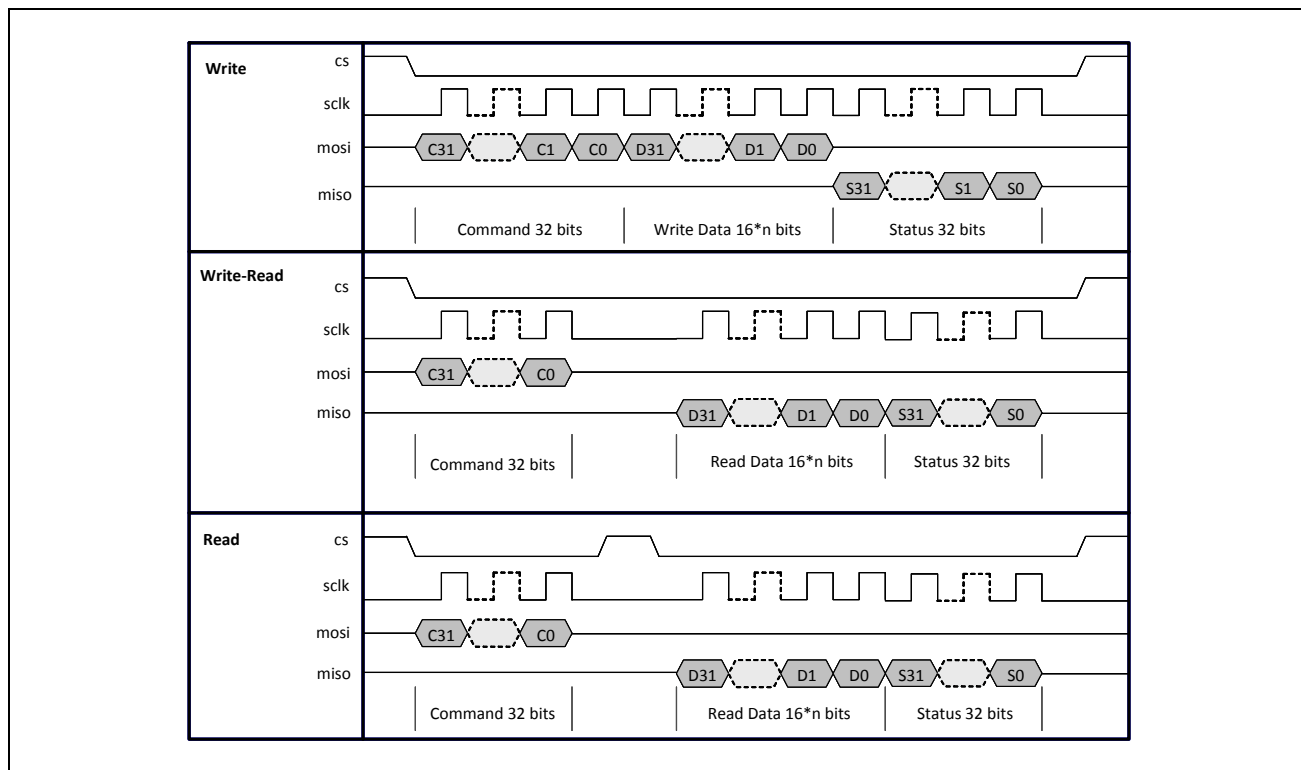 Write
cs
sclk
mosi C31 C1 C0 D31 D1 D0
miso S31 S1 S0
Command 32 bits Write Data 16*n bits Status 32 bits
Write-Read
cs
sclk
mosi C31 C0
miso D31 D1 D0 S31 S0
Command 32 bits Read Data 16*n bits Status 32 bits
Read cs
sclk
mosi C31 C0
miso D31 D1 D0 S31 S0
Command 32 bits Read Data 16*n bits Status 32 bits